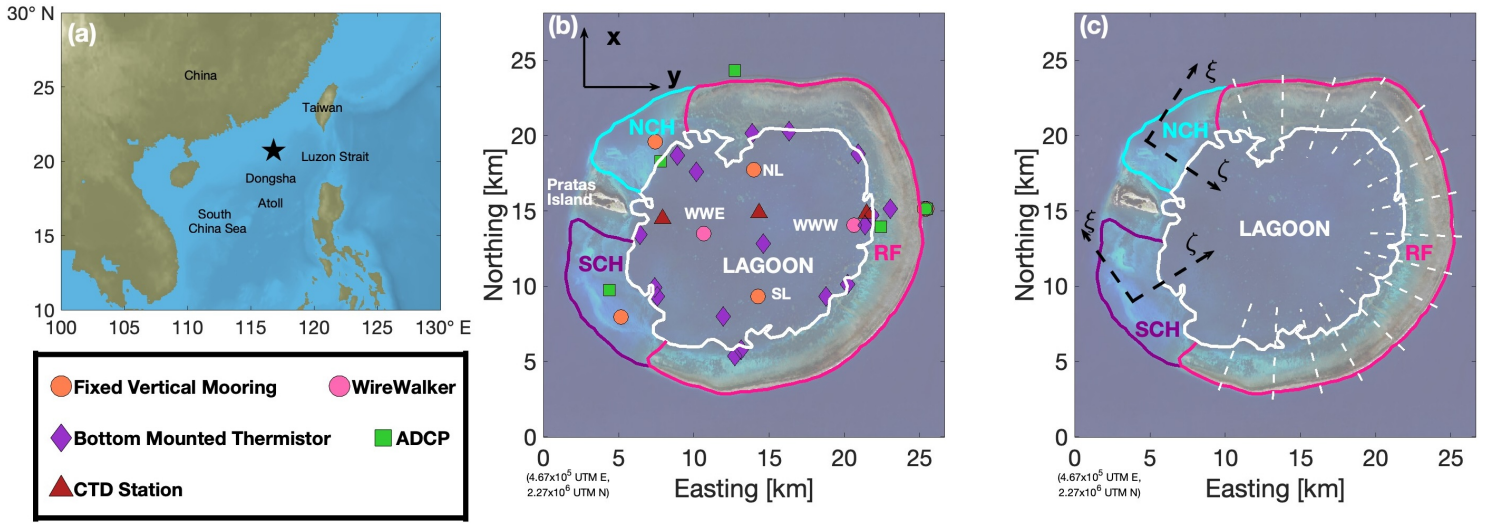 (a)
30° N
25
20
15
10
100
105
110
115
120
125
130° E
China
Taiwan
Luzon Strait
Dongsha
Atoll
South
China Sea
Fixed Vertical Mooring
WireWalker
Bottom Mounted Thermistor
ADCP
CTD Station
(b)
x
y
NCH
NL
Pratas
Island
WWE
WWW
RF
SCH
LAGOON
SL
Northing [km]
25
20
15
10
5
0
0
5
10
15
20
25
(4.67x10⁵ UTM E,
2.27x10⁶ UTM N)
Easting [km]
(c)
ξ
NCH
ζ
ξ
ζ
LAGOON
RF
SCH
Northing [km]
25
20
15
10
5
0
0
5
10
15
20
25
(4.67x10⁵ UTM E,
2.27x10⁶ UTM N)
Easting [km]